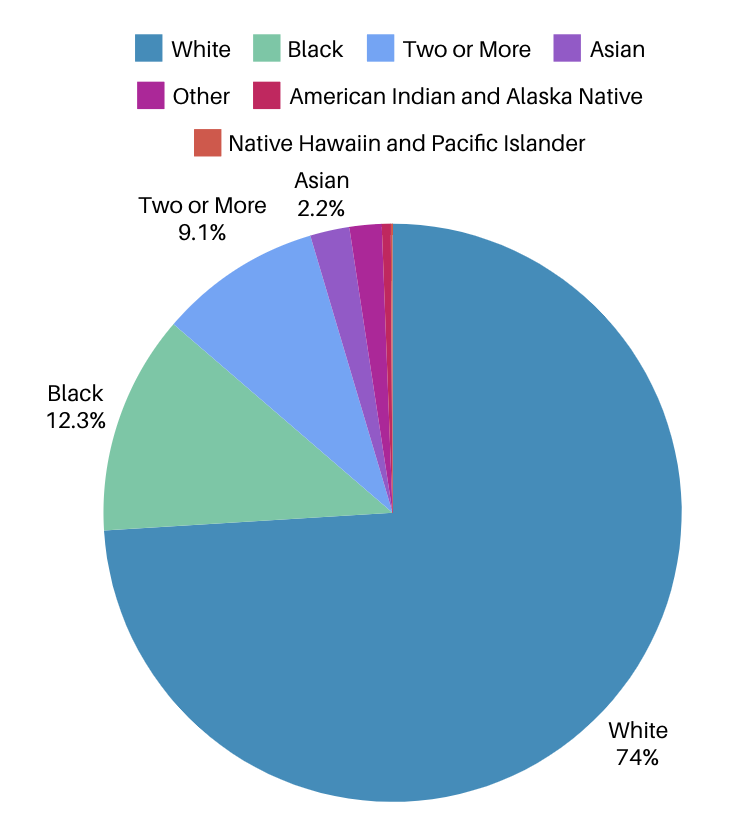 White Black Two or More Asian
Other American Indian and Alaska Native
Native Hawaiin and Pacific Islander
Asian
2.2%
Two or More
9.1%
Black
12.3%
White
74%